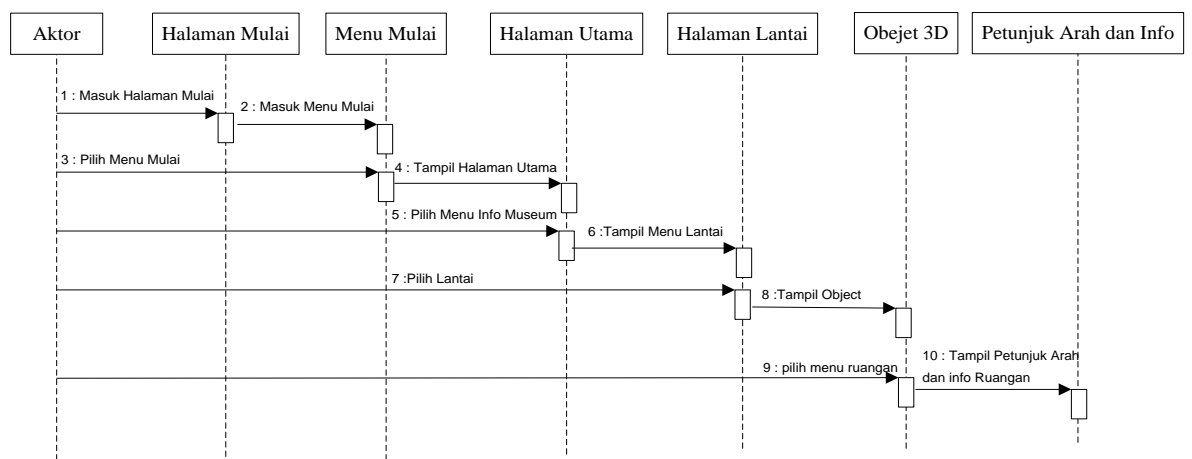 Aktor
Halaman Mulai
Menu Mulai
Halaman Utama
Halaman Lantai
Obejet 3D
Petunjuk Arah dan Info
1 : Masuk Halaman Mulai
2 : Masuk Menu Mulai
3 : Pilih Menu Mulai
4 : Tampil Halaman Utama
5 : Pilih Menu Info Museum
6 :Tampil Menu Lantai
7 :Pilih Lantai
8 :Tampil Object
9 : pilih menu ruangan
10 : Tampil Petunjuk Arah
dan info Ruangan